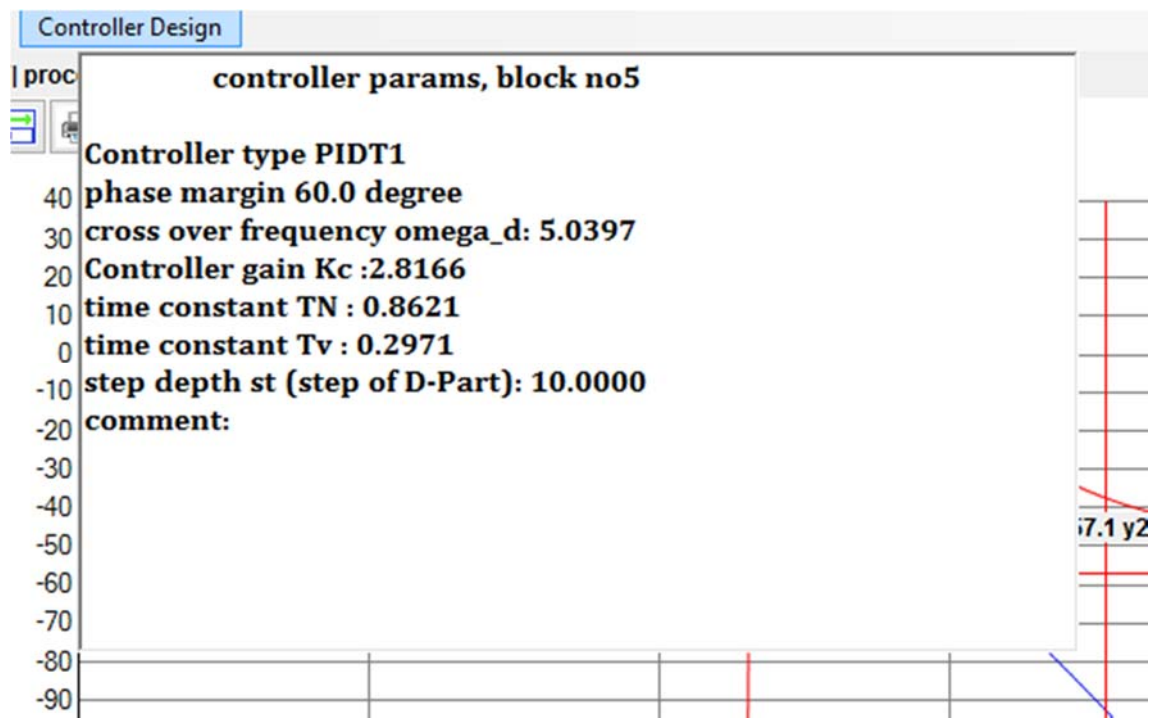 Controller Design
controller params, block no5
Controller type PIDT1
phase margin 60.0 degree
cross over frequency omega_d: 5.0397
Controller gain Kc :2.8166
time constant TN : 0.8621
time constant Tv : 0.2971
step depth st (step of D-Part): 10.0000
comment:
40
30
20
10
0
-10
-20
-30
-40
-50
-60
-70
-80
-90
7.1 y2